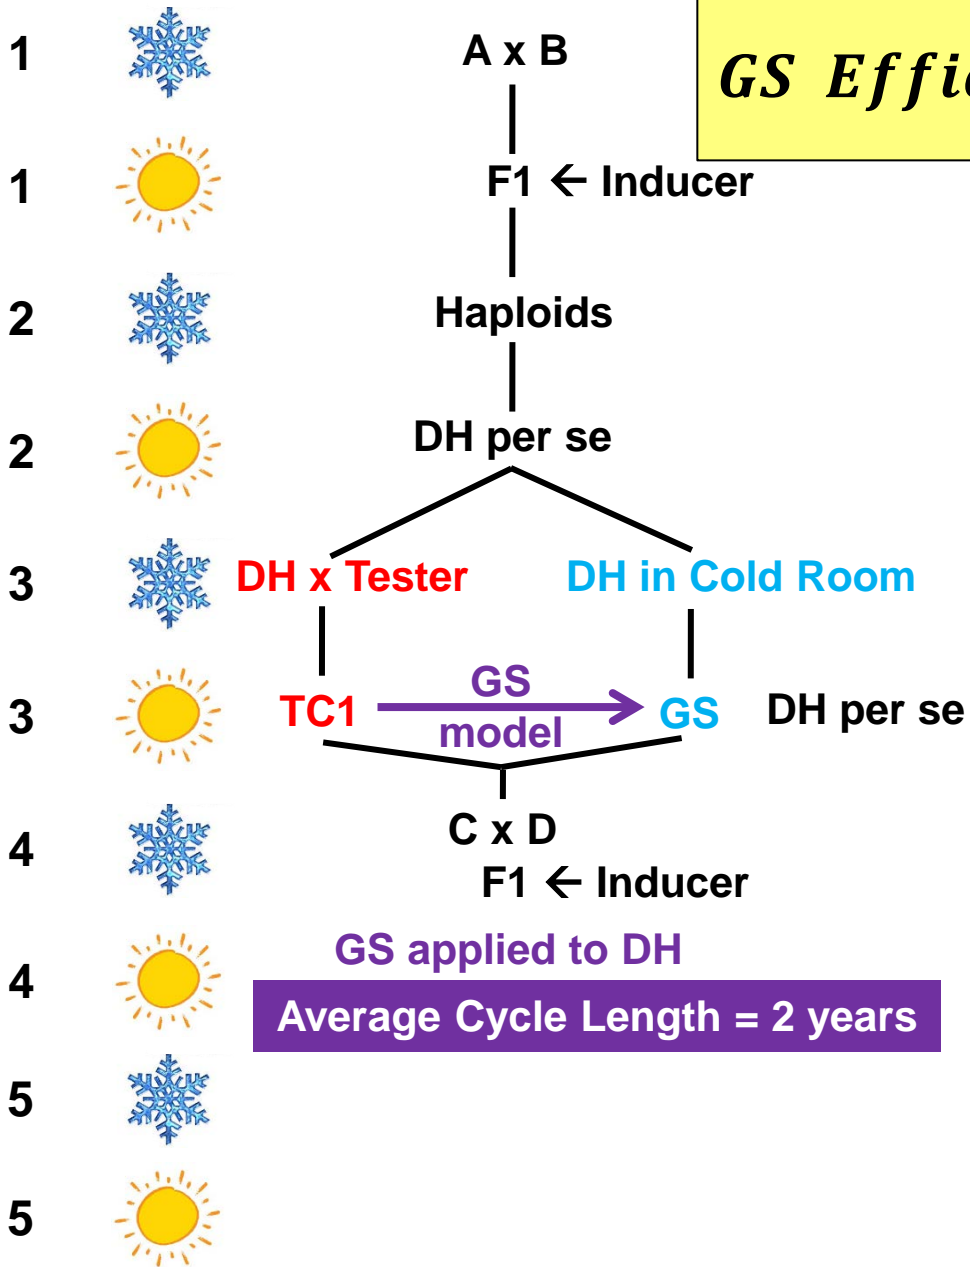 1
A x B
GS
1
F1 ← Inducer
2
Haploids
2
DH per se
3
DH x Tester
DH in Cold Room
3
TC1
GS
model
GS
DH per se
4
C x D
F1 ← Inducer
4
GS applied to DH
Average Cycle Length = 2 years
5
5